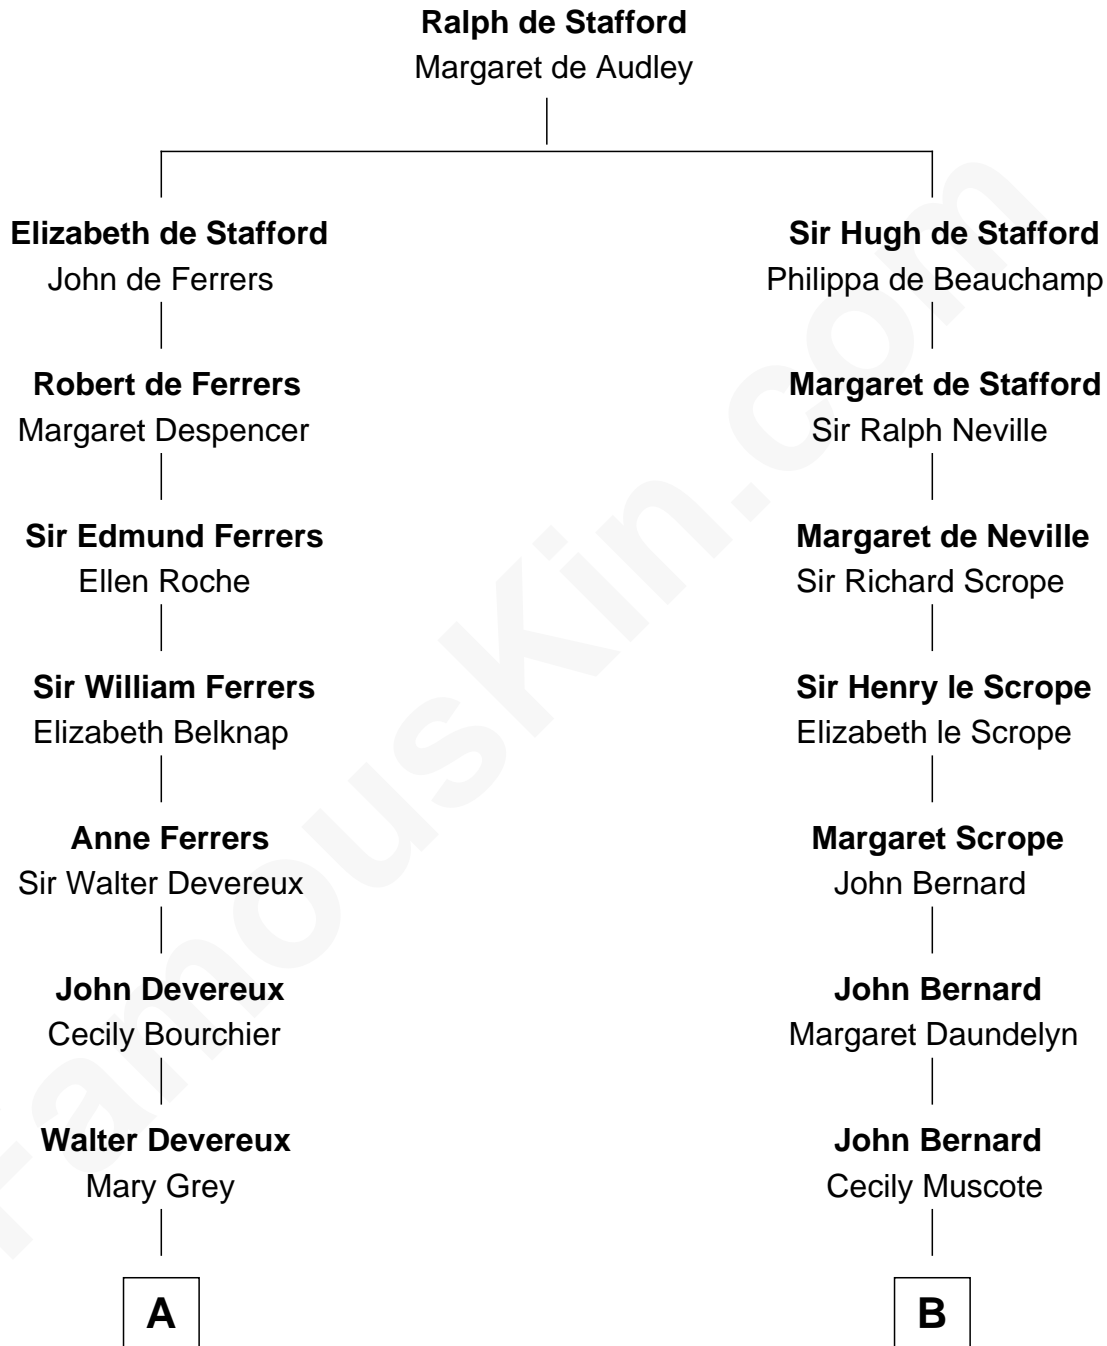 Ralph de Stafford
Margaret de Audley
Elizabeth de Stafford
John de Ferrers
Sir Hugh de Stafford
Philippa de Beauchamp
Robert de Ferrers
Margaret Despencer
Margaret de Stafford
Sir Ralph Neville
Sir Edmund Ferrers
Ellen Roche
Margaret de Neville
Sir Richard Scrope
Sir William Ferrers
Elizabeth Belknap
Sir Henry le Scrope
Elizabeth le Scrope
Anne Ferrers
Sir Walter Devereux
Margaret Scrope
John Bernard
John Devereux
Cecily Bourchier
John Bernard
Margaret Daundelyn
Walter Devereux
Mary Grey
John Bernard
Cecily Muscote
A
B
FamousKin.com